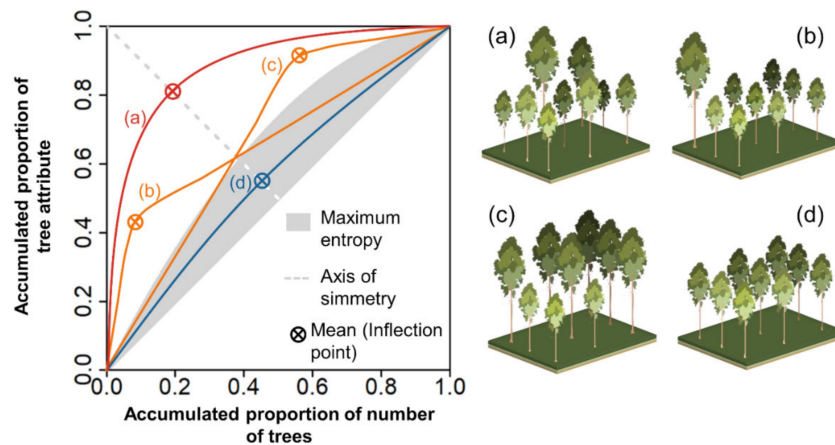 Accumulated proportion of
tree attribute
1.0
0.8
0.6
0.4
0.2
0.0
0.0
0.2
0.4
0.6
0.8
1.0
Accumulated proportion of number
of trees
(a)
(b)
(c)
(d)
Maximum
entropy
Axis of
simmetry
Mean (Inflection
point)
(a)
(b)
(c)
(d)